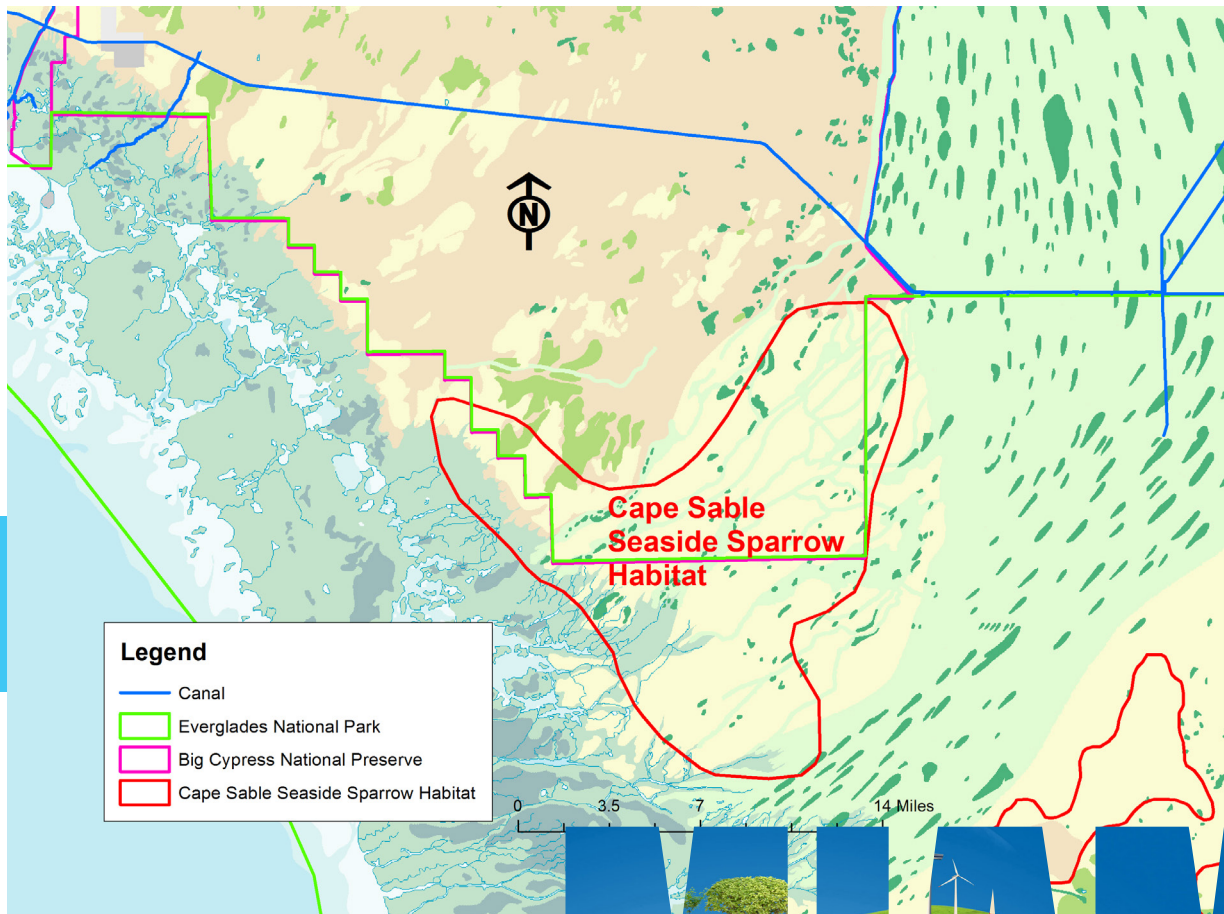 N
Cape Sable
Seaside Sparrow
Habitat
Legend
Canal
Everglades National Park
Big Cypress National Preserve
Cape Sable Seaside Sparrow Habitat
0 3.5 7 14 Miles